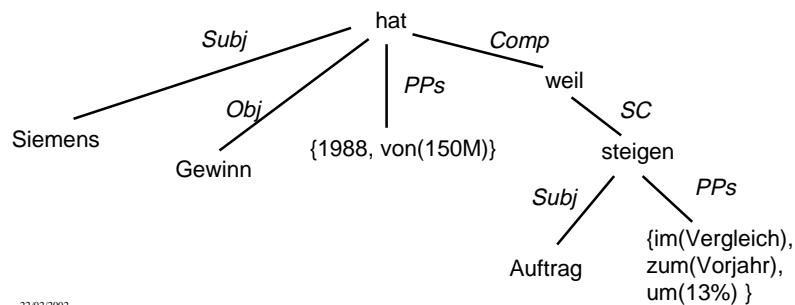 hat
Subj
Comp
weil
PPs
Obj
SC
Siemens
Gewinn
{1988, von(150M)}
steigen
Subj
PPs
Auftrag
{im(Vergleich),
zum(Vorjahr),
um(13%) }